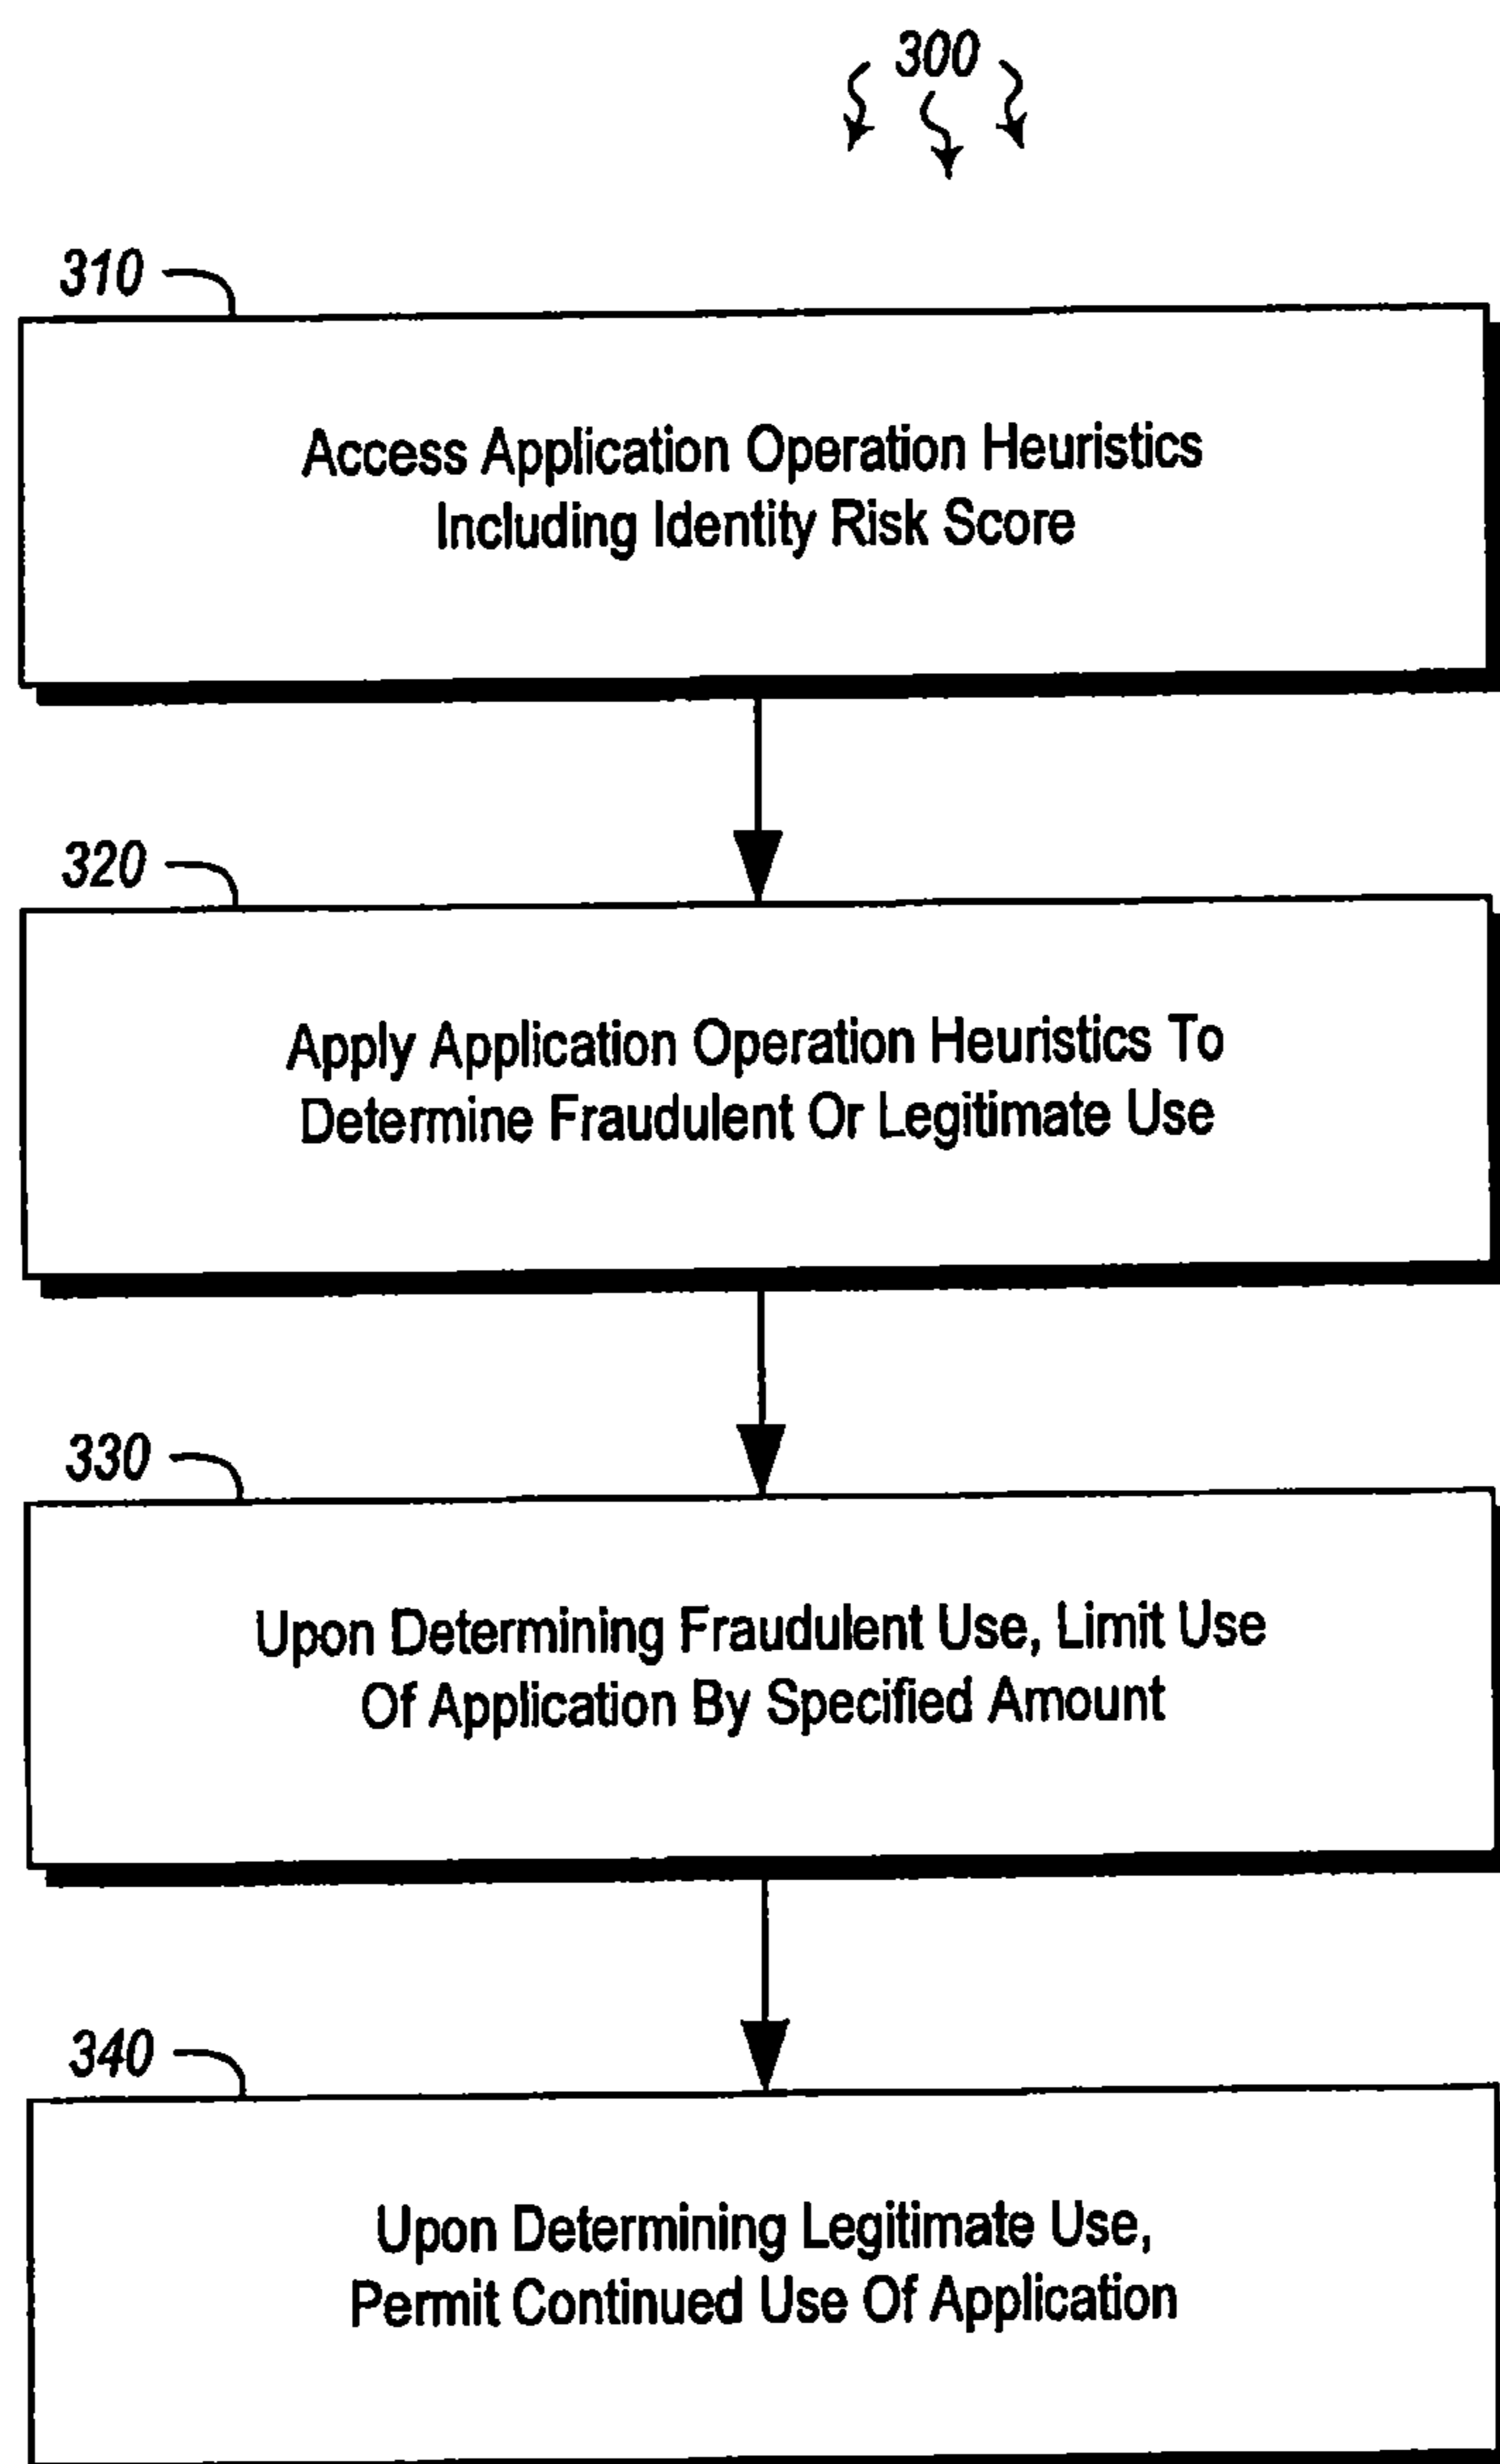 300
310
Access Application Operation Heuristics
Including Identity Risk Score
320
Apply Application Operation Heuristics To
Determine Fraudulent Or Legitimate Use
330
Upon Determining Fraudulent Use, Limit Use
Of Application By Specified Amount
340
Upon Determining Legitimate Use,
Permit Continued Use Of Application